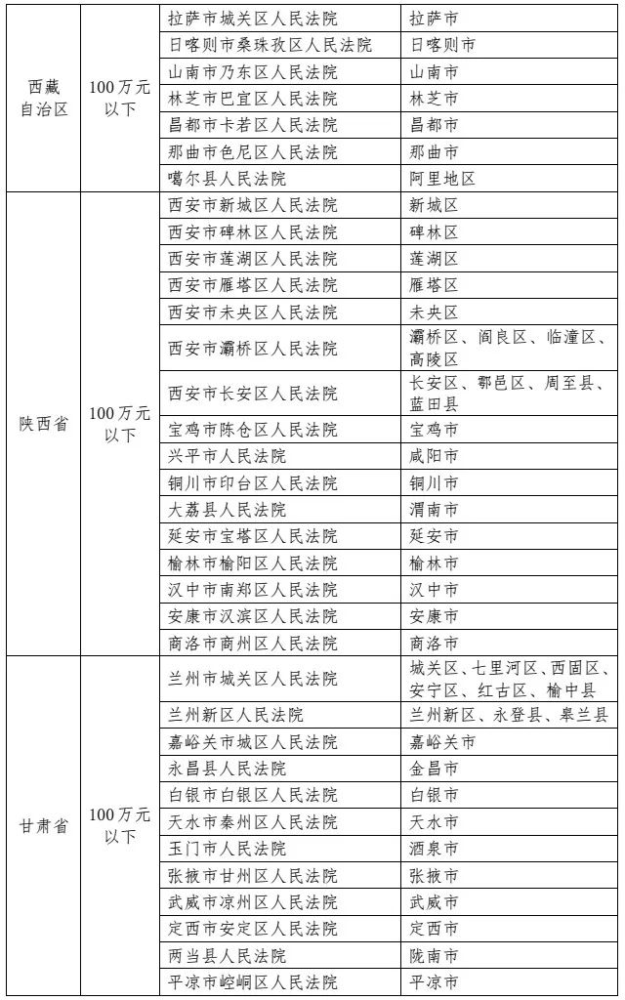 西藏
自治区
100万元
以下
拉萨市城关区人民法院 拉萨市
日喀则市桑珠孜区人民法院 日喀则市
山南市乃东区人民法院 山南市
林芝市巴宜区人民法院 林芝市
昌都市卡若区人民法院 昌都市
那曲市色尼区人民法院 那曲市
噶尔县人民法院 阿里地区
陕西省
100万元
以下
西安市新城区人民法院 新城区
西安市碑林区人民法院 碑林区
西安市莲湖区人民法院 莲湖区
西安市雁塔区人民法院 雁塔区
西安市未央区人民法院 未央区
西安市灞桥区人民法院 灞桥区、阎良区、临潼区、
高陵区
西安市长安区人民法院 长安区、鄠邑区、周至县、
蓝田县
宝鸡市陈仓区人民法院 宝鸡市
兴平市人民法院 咸阳市
铜川市印台区人民法院 铜川市
大荔县人民法院 渭南市
延安市宝塔区人民法院 延安市
榆林市榆阳区人民法院 榆林市
汉中市南郑区人民法院 汉中市
安康市汉滨区人民法院 安康市
商洛市商州区人民法院 商洛市
甘肃省
100万元
以下
兰州市城关区人民法院 城关区、七里河区、西固区、
安宁区、红古区、榆中县
兰州新区人民法院 兰州新区、永登县、皋兰县
嘉峪关市城区人民法院 嘉峪关市
永昌县人民法院 金昌市
白银市白银区人民法院 白银市
天水市秦州区人民法院 天水市
玉门市人民法院 酒泉市
张掖市甘州区人民法院 张掖市
武威市凉州区人民法院 武威市
定西市安定区人民法院 定西市
两当县人民法院 陇南市
平凉市崆峒区人民法院 平凉市